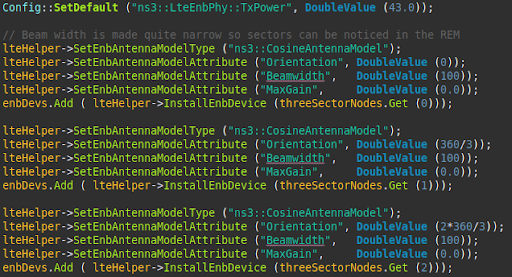 Config::SetDefault ("ns3::LteEnbPhy::TxPower", DoubleValue (43.0));
// Beam width is made quite narrow so sectors can be noticed in the REM
lteHelper->SetEnbAntennaModelType ("ns3::CosineAntennaModel");
lteHelper->SetEnbAntennaModelAttribute ("Orientation", DoubleValue (0));
lteHelper->SetEnbAntennaModelAttribute ("Beamwidth", DoubleValue (100));
lteHelper->SetEnbAntennaModelAttribute ("MaxGain", DoubleValue (0.0));
enbDevs.Add ( lteHelper->InstallEnbDevice (threeSectorNodes.Get (0)));
lteHelper->SetEnbAntennaModelType ("ns3::CosineAntennaModel");
lteHelper->SetEnbAntennaModelAttribute ("Orientation", DoubleValue (360/3));
lteHelper->SetEnbAntennaModelAttribute ("Beamwidth", DoubleValue (100));
lteHelper->SetEnbAntennaModelAttribute ("MaxGain", DoubleValue (0.0));
enbDevs.Add ( lteHelper->InstallEnbDevice (threeSectorNodes.Get (1)));
lteHelper->SetEnbAntennaModelType ("ns3::CosineAntennaModel");
lteHelper->SetEnbAntennaModelAttribute ("Orientation", DoubleValue (2*360/3));
lteHelper->SetEnbAntennaModelAttribute ("Beamwidth", DoubleValue (100));
lteHelper->SetEnbAntennaModelAttribute ("MaxGain", DoubleValue (0.0));
enbDevs.Add ( lteHelper->InstallEnbDevice (threeSectorNodes.Get (2)));